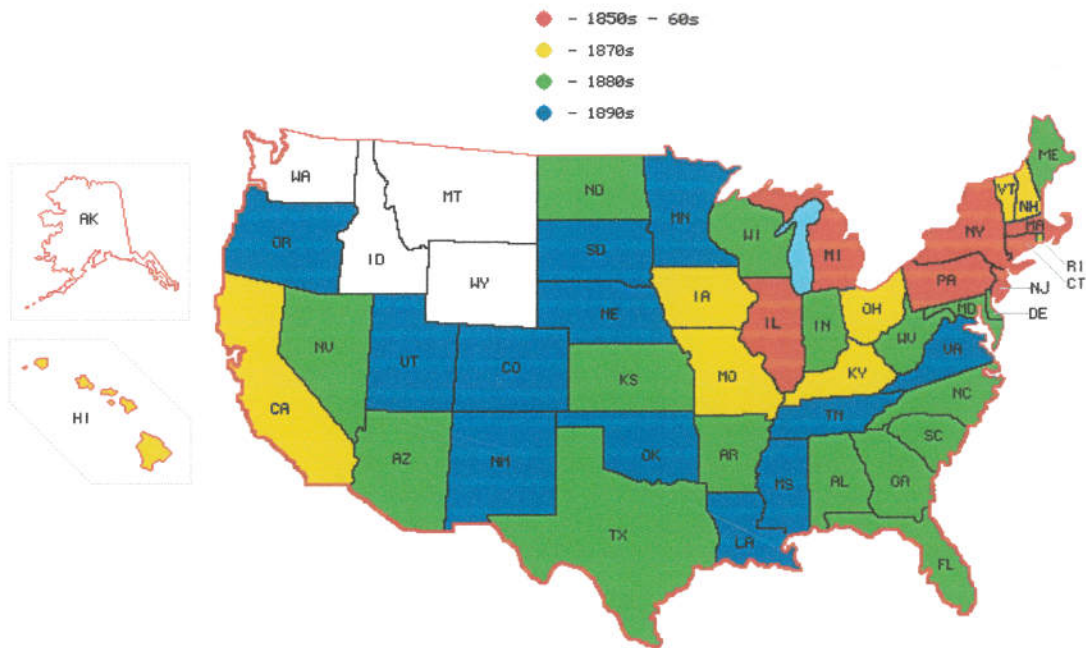 - 1850s - 60s
- 1870s
- 1880s
- 1890s
WA
MT
ND
MN
ME
VT
NH
AK
OR
ID
WY
SD
WI
MI
NY
MA
RI
CT
NJ
PA
DE
NE
IA
IL
IN
OH
MD
WV
VA
NV
UT
CO
KS
MO
KY
HI
CA
AZ
NM
OK
AR
TN
NC
SC
MS
AL
GA
TX
LA
FL